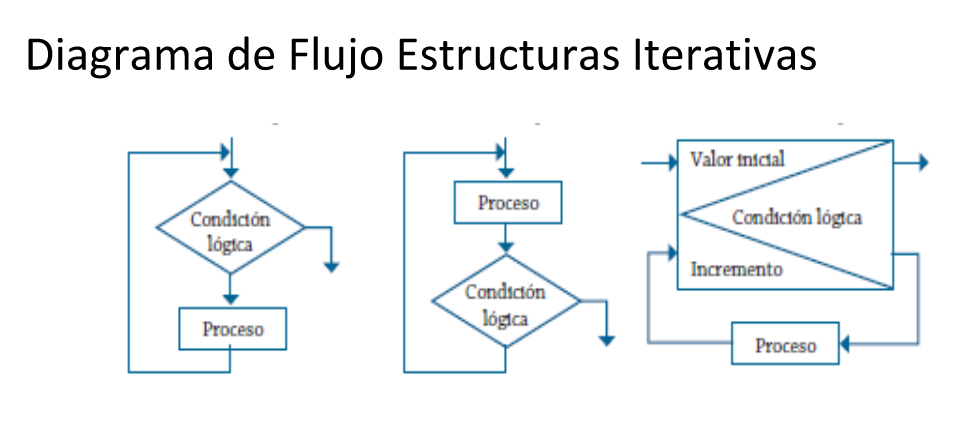 Diagrama de Flujo Estructuras Iterativas
Condición
lógica
Proceso
Proceso
Condición
lógica
Valor inicial
Condición lógica
Incremento
Proceso